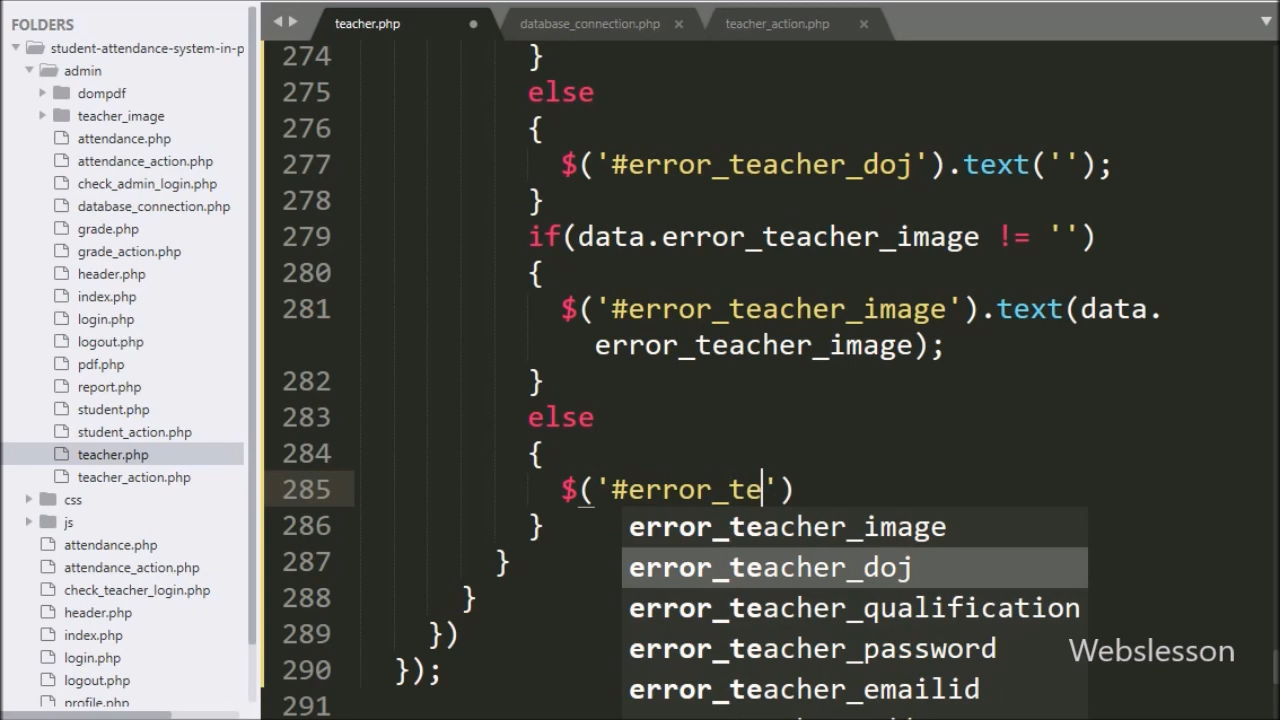 FOLDERS
student-attendance-system-in-p
admin
dompdf
teacher_image
attendance.php
attendance_action.php
check_admin_login.php
database_connection.php
grade.php
grade_action.php
header.php
index.php
login.php
logout.php
pdf.php
report.php
student.php
student_action.php
teacher.php
teacher_action.php
css
js
attendance.php
attendance_action.php
check_teacher_login.php
header.php
index.php
login.php
logout.php
profile.php
teacher.php database_connection.php teacher_action.php
274 }
275 else
276 {
277 $('#error_teacher_doj').text('');
278 }
279 if(data.error_teacher_image != '')
280 {
281 $('#error_teacher_image').text(data.
error_teacher_image);
282 }
283 else
284 {
285 $('#error_te')
286 }
287 }
288 }
289 })
290 });
291
error_teacher_image
error_teacher_doj
error_teacher_qualification
error_teacher_password
error_teacher_emailid
Webslesson